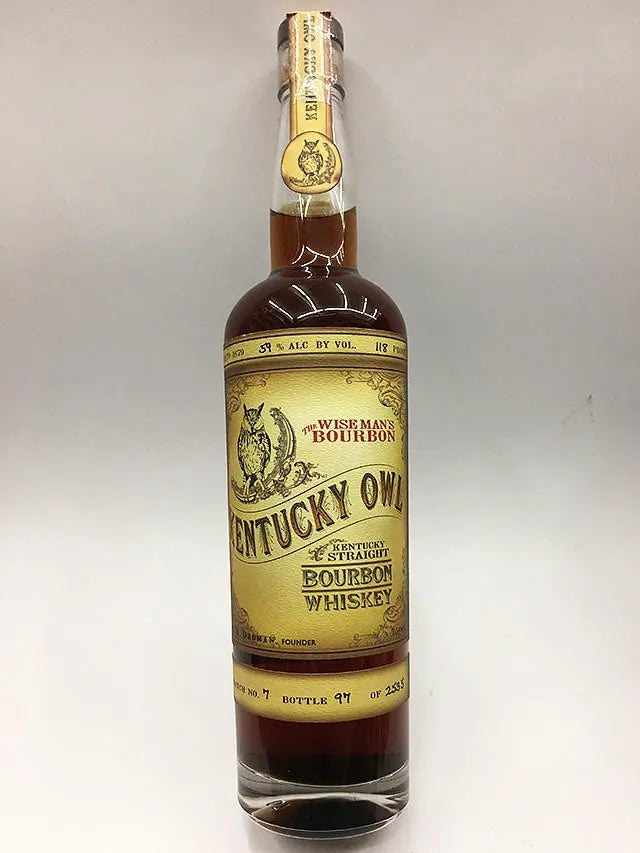 KENTUCKY OWL
1879 59 % ALC BY VOL. 118
THE WISE MAN'S
BOURBON
KENTUCKY OWL
KENTUCKY
STRAIGHT
BOURBON
WHISKEY
FOUNDER
NO. 7 BOTTLE 97 OF 2535